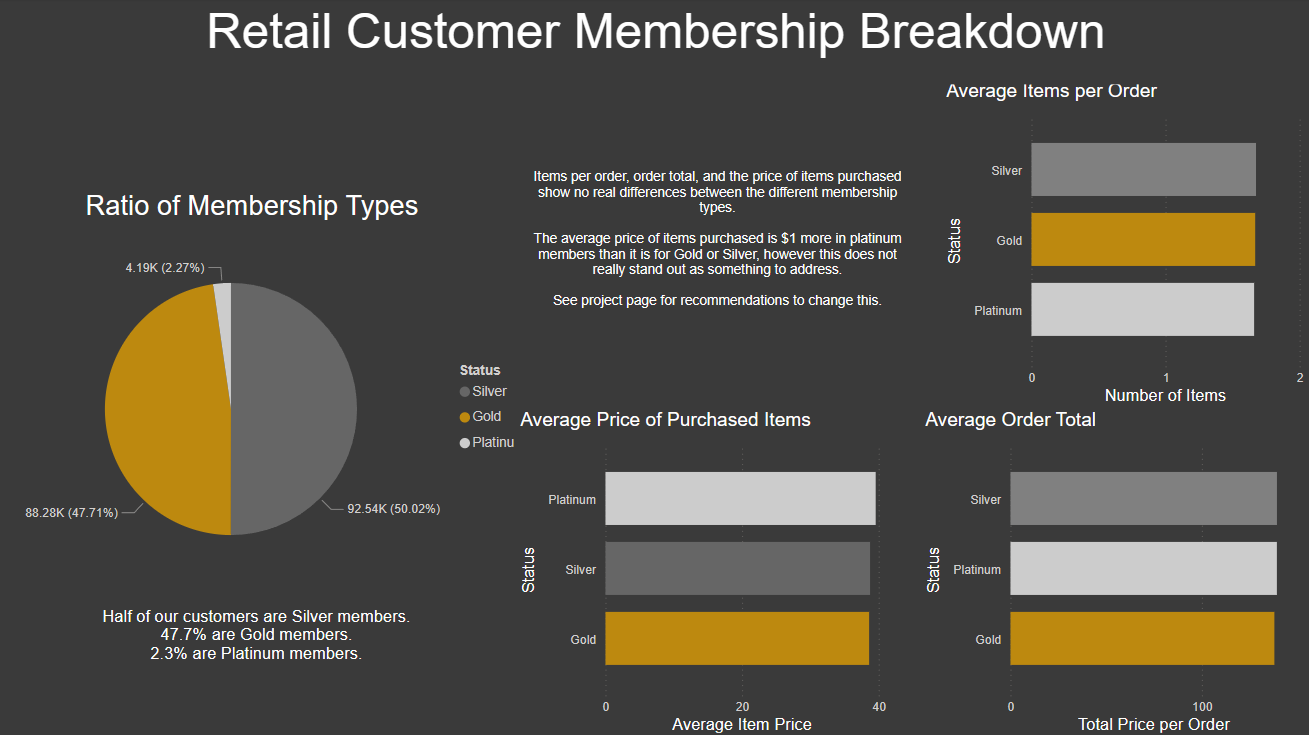 Retail Customer Membership Breakdown
Ratio of Membership Types
4.19K (2.27%)
88.28K (47.71%)
92.54K (50.02%)
Status
Silver
Gold
Platinu
Half of our customers are Silver members.
47.7% are Gold members.
2.3% are Platinum members.
Items per order, order total, and the price of items purchased
show no real differences between the different membership
types.
The average price of items purchased is $1 more in platinum
members than it is for Gold or Silver, however this does not
really stand out as something to address.
See project page for recommendations to change this.
Average Items per Order
Status
Silver
Gold
Platinum
0 1 2
Number of Items
Average Price of Purchased Items
Status
Platinum
Silver
Gold
0 20 40
Average Item Price
Average Order Total
Status
Silver
Platinum
Gold
0 100
Total Price per Order